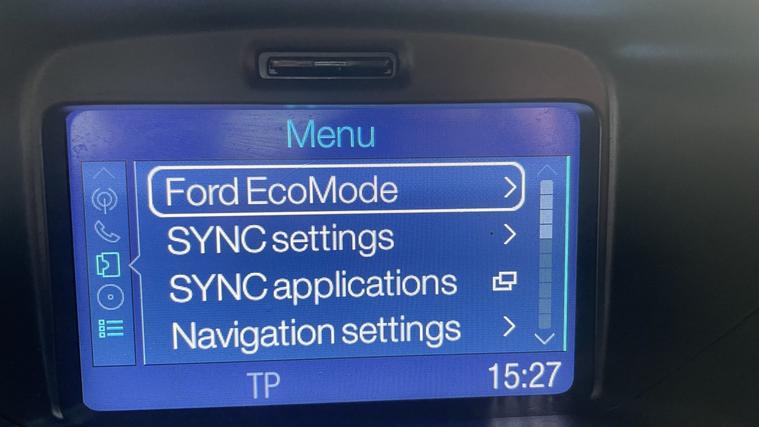 Menu
Ford EcoMode
SYNC settings
SYNC applications
Navigation settings
TP
15:27